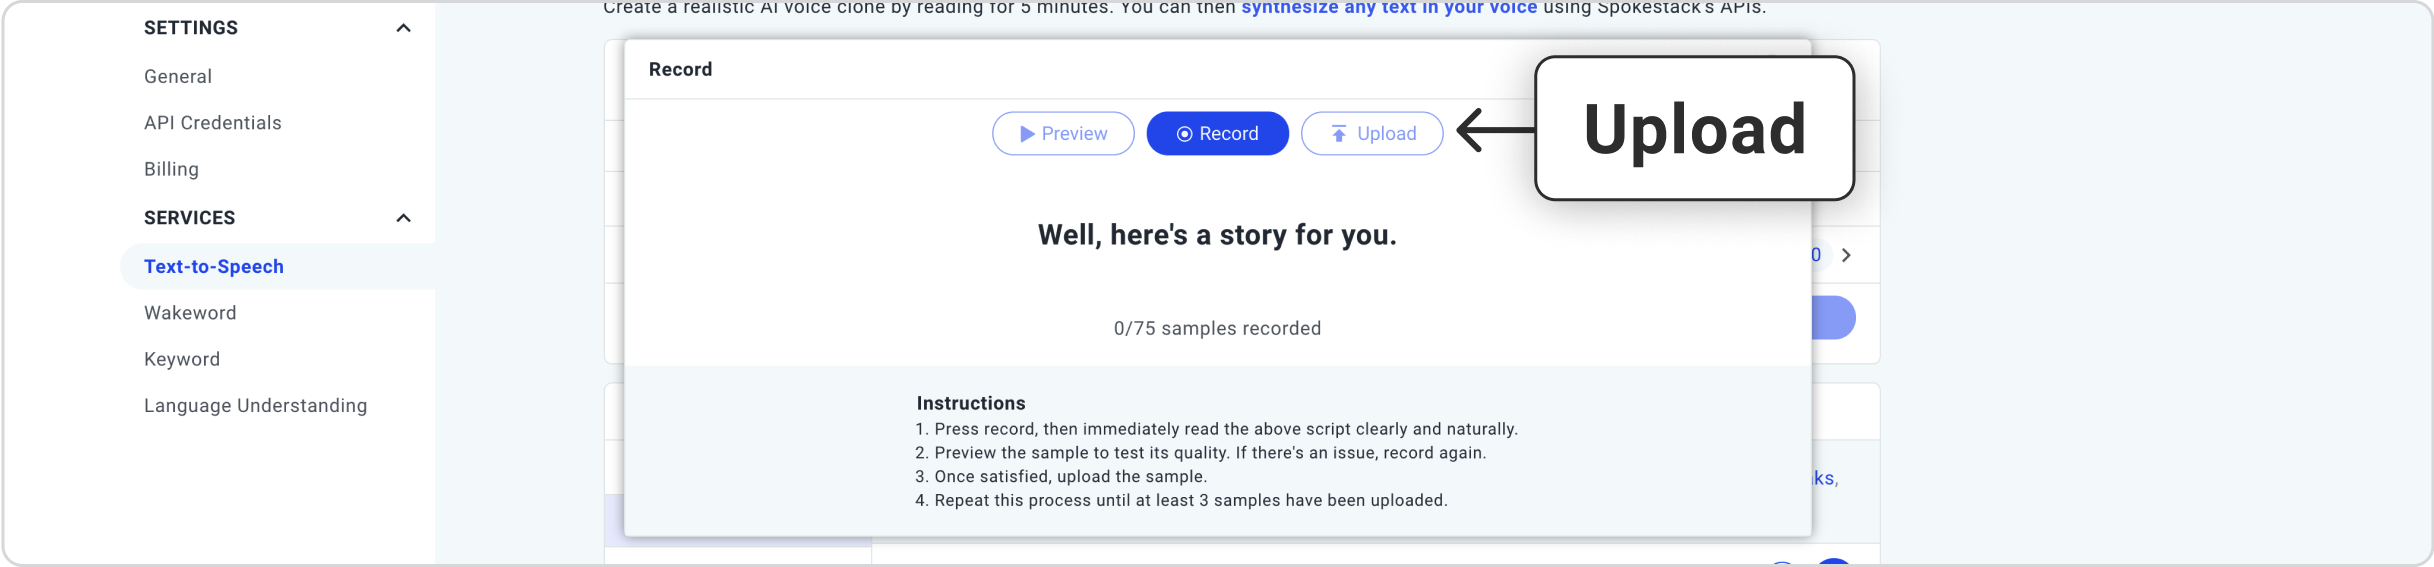 Create a realistic AI voice clone by reading for 5 minutes. You can then synthesize any text in your voice using Spokestack's APIs.
SETTINGS
General
API Credentials
Billing
SERVICES
Text-to-Speech
Wakeword
Keyword
Language Understanding
Record
Preview
Record
Upload
Upload
Well, here's a story for you.
0/75 samples recorded
0
Instructions
1. Press record, then immediately read the above script clearly and naturally.
2. Preview the sample to test its quality. If there's an issue, record again.
3. Once satisfied, upload the sample.
4. Repeat this process until at least 3 samples have been uploaded.
ks,